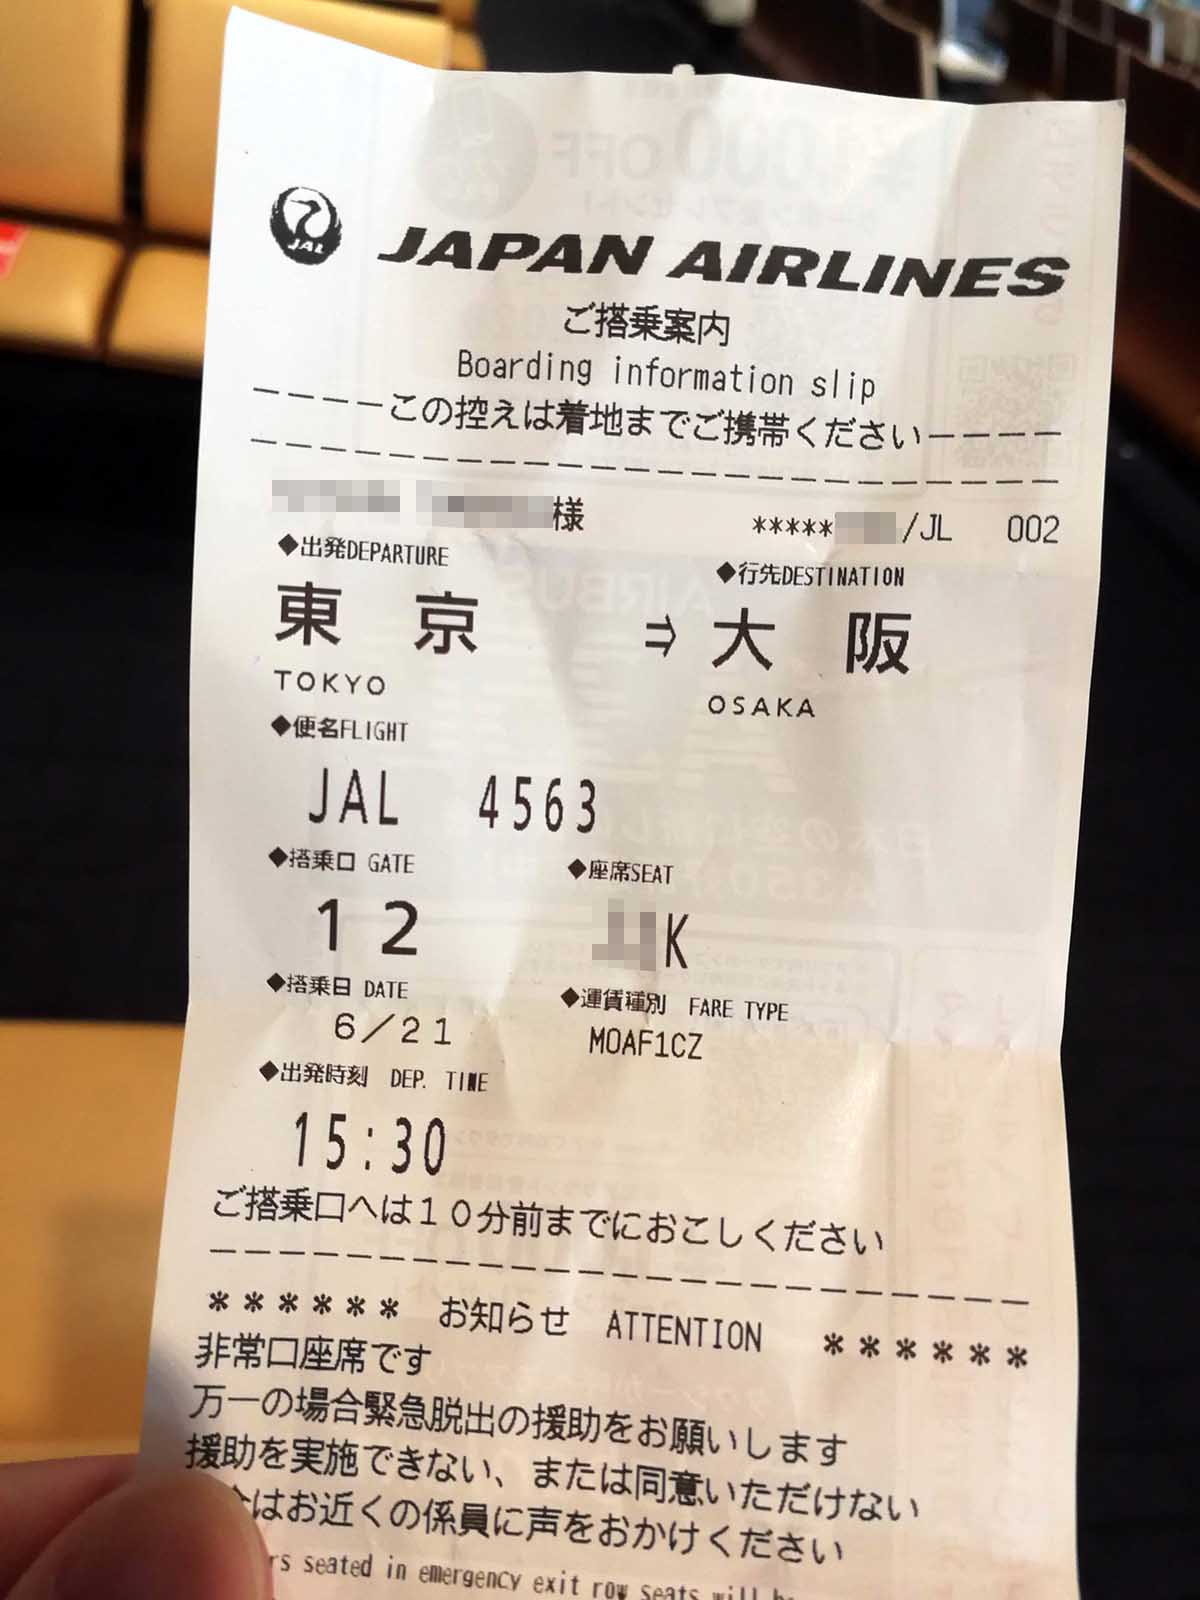 JAL
JAPAN AIRLINES
ご搭乗案内
Boarding information slip
----この控えは着地までご携帯ください----
様 *****/JL 002
◆出発DEPARTURE ◆行先DESTINATION
東 京 ⇒ 大 阪
TOKYO OSAKA
◆便名FLIGHT
JAL 4563
◆搭乗口 GATE ◆座席SEAT
12 K
◆搭乗日 DATE ◆運賃種別 FARE TYPE
6/21 MOAF1CZ
◆出発時刻 DEP. TIME
15:30
ご搭乗口へは10分前までにおこしください
****** お知らせ ATTENTION ******
非常口座席です
万一の場合緊急脱出の援助をお願いします
援助を実施できない、または同意いただけない
はお近くの係員に声をおかけください
seated in emergency exit row seats will